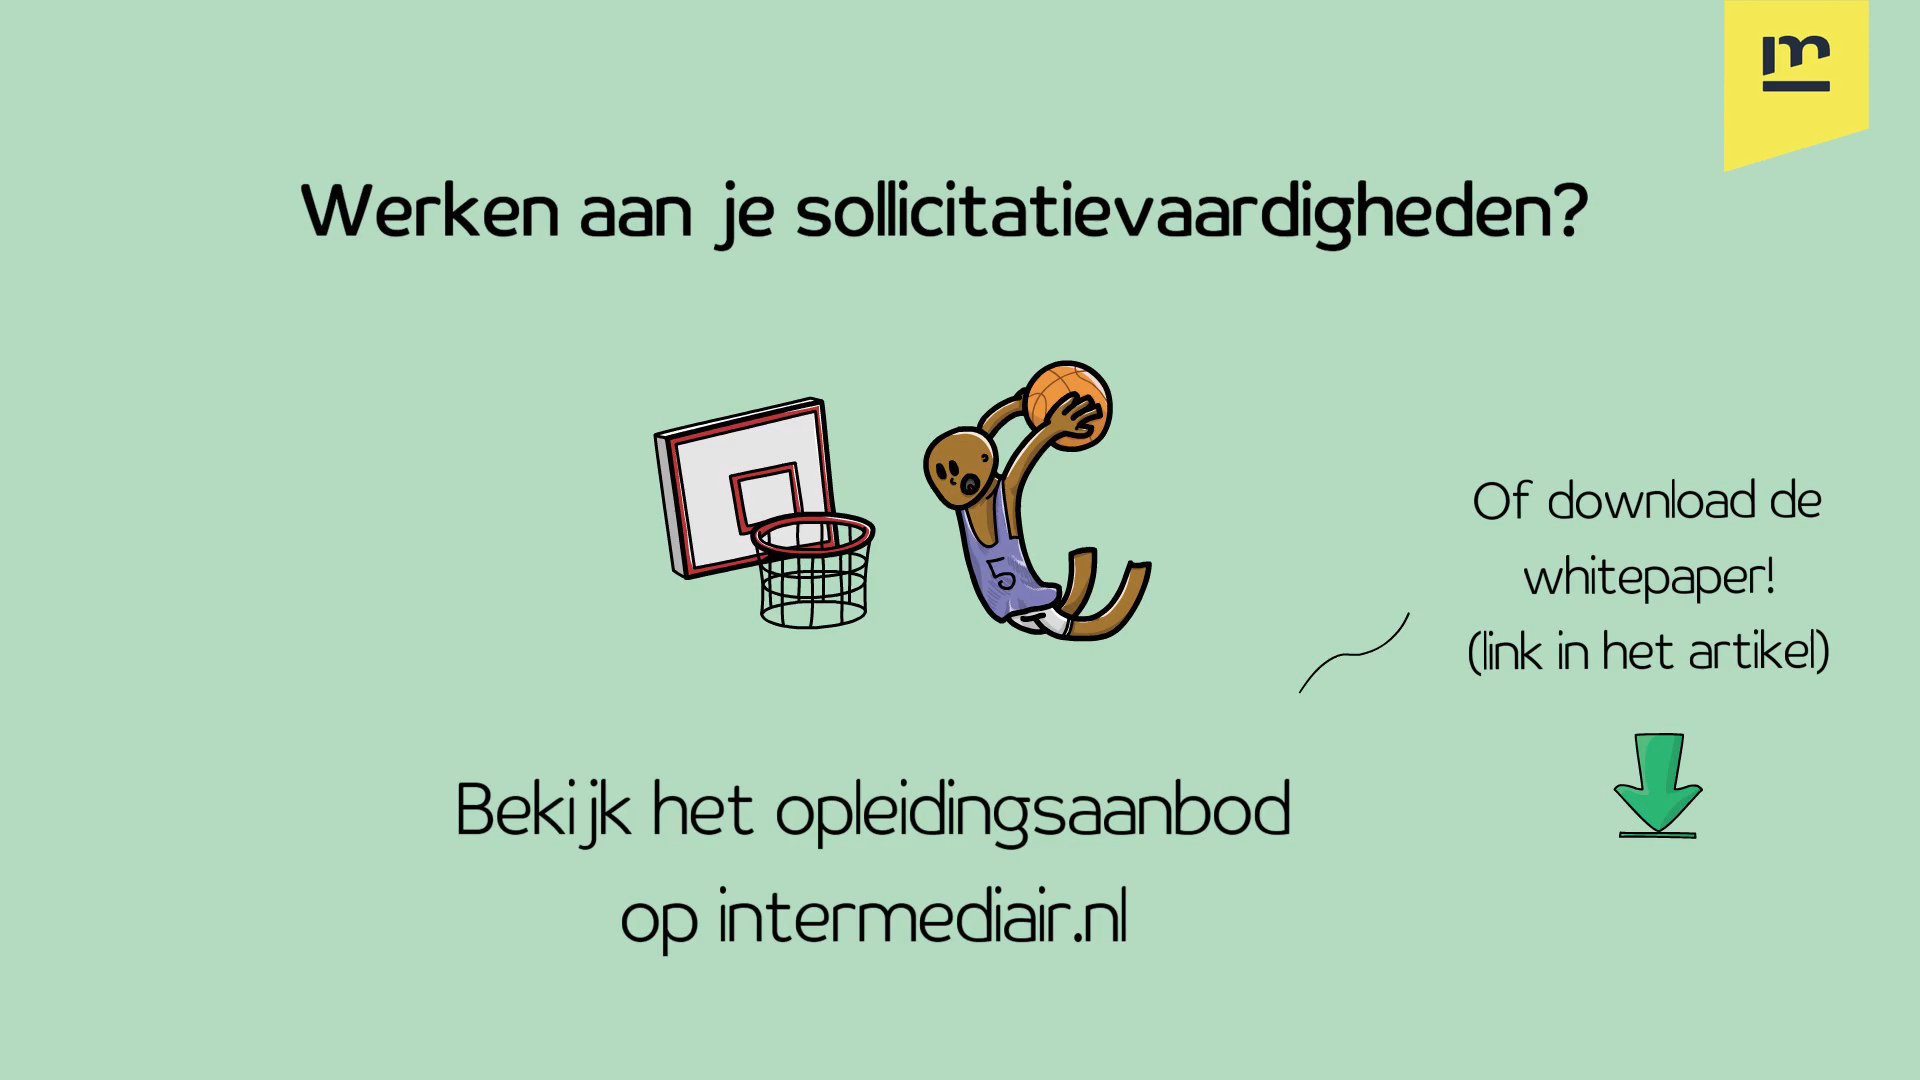 m
Werken aan je sollicitatievaardigheden?
5
Of download de
whitepaper!
(link in het artikel)
Bekijk het opleidingsaanbod
op intermediair.nl